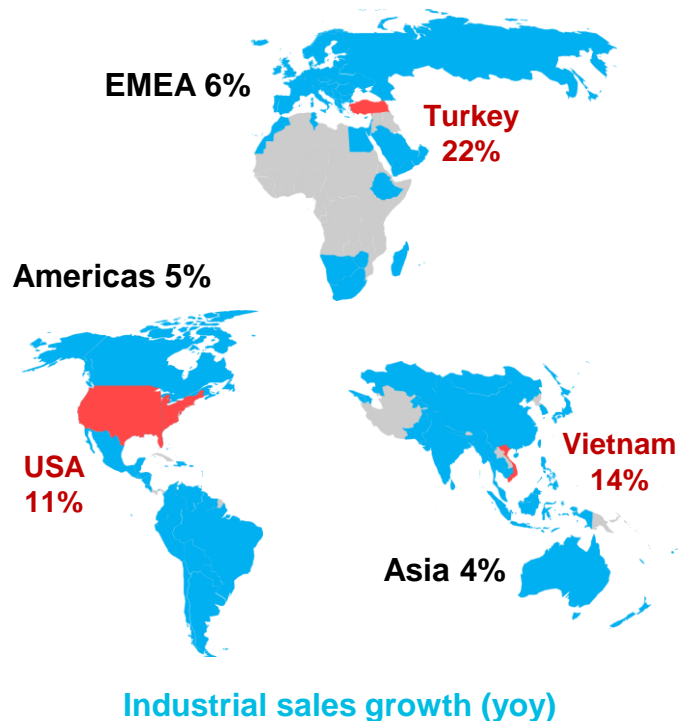 EMEA 6%
Turkey
22%
Americas 5%
USA
11%
Vietnam
14%
Asia 4%
Industrial sales growth (yoy)